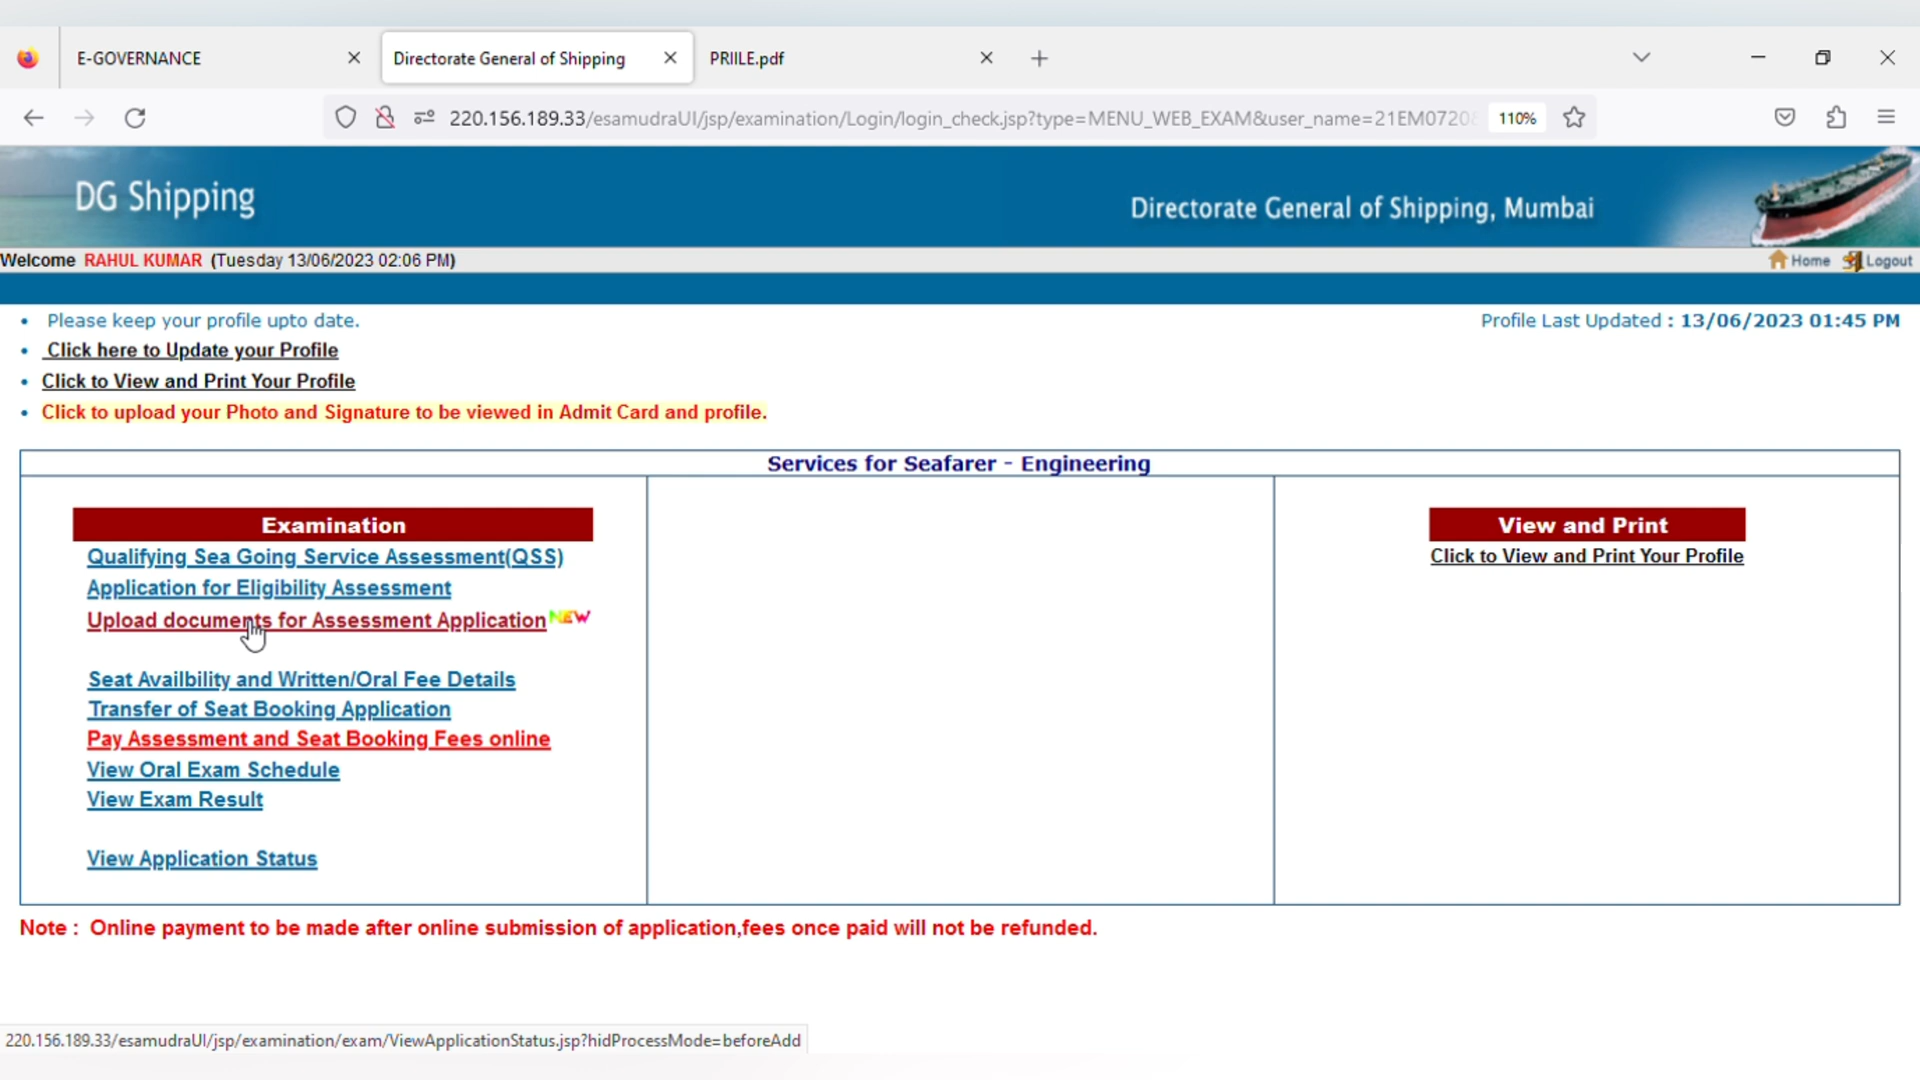 E-GOVERNANCE
Directorate General of Shipping
PRIILE.pdf
220.156.189.33/esamudraUI/jsp/examination/Login/login_check.jsp?type=MENU_WEB_EXAM&user_name=21EM0720
110%
DG Shipping
Directorate General of Shipping, Mumbai
Welcome RAHUL KUMAR (Tuesday 13/06/2023 02:06 PM)
Home Logout
Please keep your profile upto date.
Profile Last Updated : 13/06/2023 01:45 PM
Click here to Update your Profile
Click to View and Print Your Profile
Click to upload your Photo and Signature to be viewed in Admit Card and profile.
Services for Seafarer - Engineering
Examination
Qualifying Sea Going Service Assessment(QSS)
Application for Eligibility Assessment
Upload documents for Assessment Application NEW
Seat Availbility and Written/Oral Fee Details
Transfer of Seat Booking Application
Pay Assessment and Seat Booking Fees online
View Oral Exam Schedule
View Exam Result
View Application Status
View and Print
Click to View and Print Your Profile
Note : Online payment to be made after online submission of application,fees once paid will not be refunded.
220.156.189.33/esamudraUI/jsp/examination/exam/ViewApplicationStatus.jsp?hidProcessMode=beforeAdd